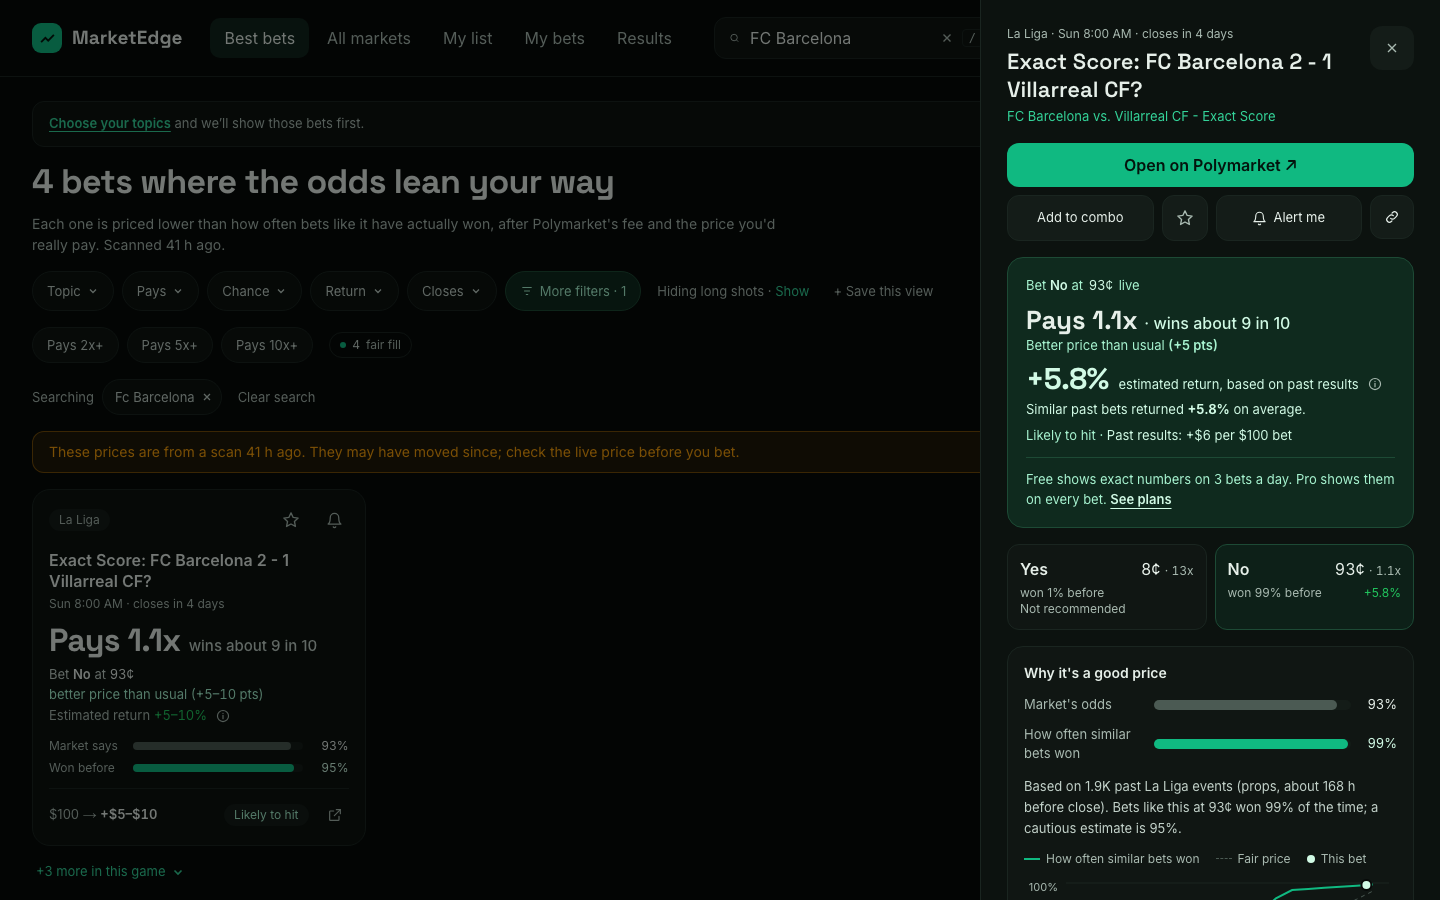 MarketEdge
Best bets
All markets
My list
My bets
Results
FC Barcelona
/
Choose your topics and we'll show those bets first.
4 bets where the odds lean your way
Each one is priced lower than how often bets like it have actually won, after Polymarket's fee and the price you'd
really pay. Scanned 41 h ago.
Topic
Pays
Chance
Return
Closes
More filters · 1
Hiding long shots · Show
+ Save this view
Pays 2x+
Pays 5x+
Pays 10x+
4 fair fill
Searching
Fc Barcelona ×
Clear search
These prices are from a scan 41 h ago. They may have moved since; check the live price before you bet.
La Liga
Exact Score: FC Barcelona 2 - 1
Villarreal CF?
Sun 8:00 AM · closes in 4 days
Pays 1.1x wins about 9 in 10
Bet No at 93¢
better price than usual (+5–10 pts)
Estimated return +5–10%
Market says 93%
Won before 95%
$100 → +$5–$10
Likely to hit
+3 more in this game
La Liga · Sun 8:00 AM · closes in 4 days
Exact Score: FC Barcelona 2 - 1
Villarreal CF?
FC Barcelona vs. Villarreal CF - Exact Score
Open on Polymarket ↗
Add to combo
Alert me
Bet No at 93¢ live
Pays 1.1x · wins about 9 in 10
Better price than usual (+5 pts)
+5.8% estimated return, based on past results
Similar past bets returned +5.8% on average.
Likely to hit · Past results: +$6 per $100 bet
Free shows exact numbers on 3 bets a day. Pro shows them
on every bet. See plans
Yes 8¢ · 13x
won 1% before
Not recommended
No 93¢ · 1.1x
won 99% before +5.8%
Why it's a good price
Market's odds 93%
How often similar
bets won 99%
Based on 1.9K past La Liga events (props, about 168 h
before close). Bets like this at 93¢ won 99% of the time; a
cautious estimate is 95%.
How often similar bets won
Fair price
This bet
100%